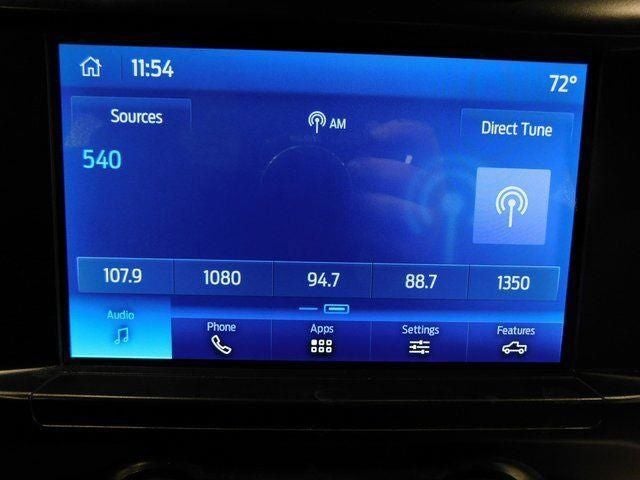 11:54
72°
Sources
AM
Direct Tune
540
107.9 1080 94.7 88.7 1350
Audio Phone Apps Settings Features